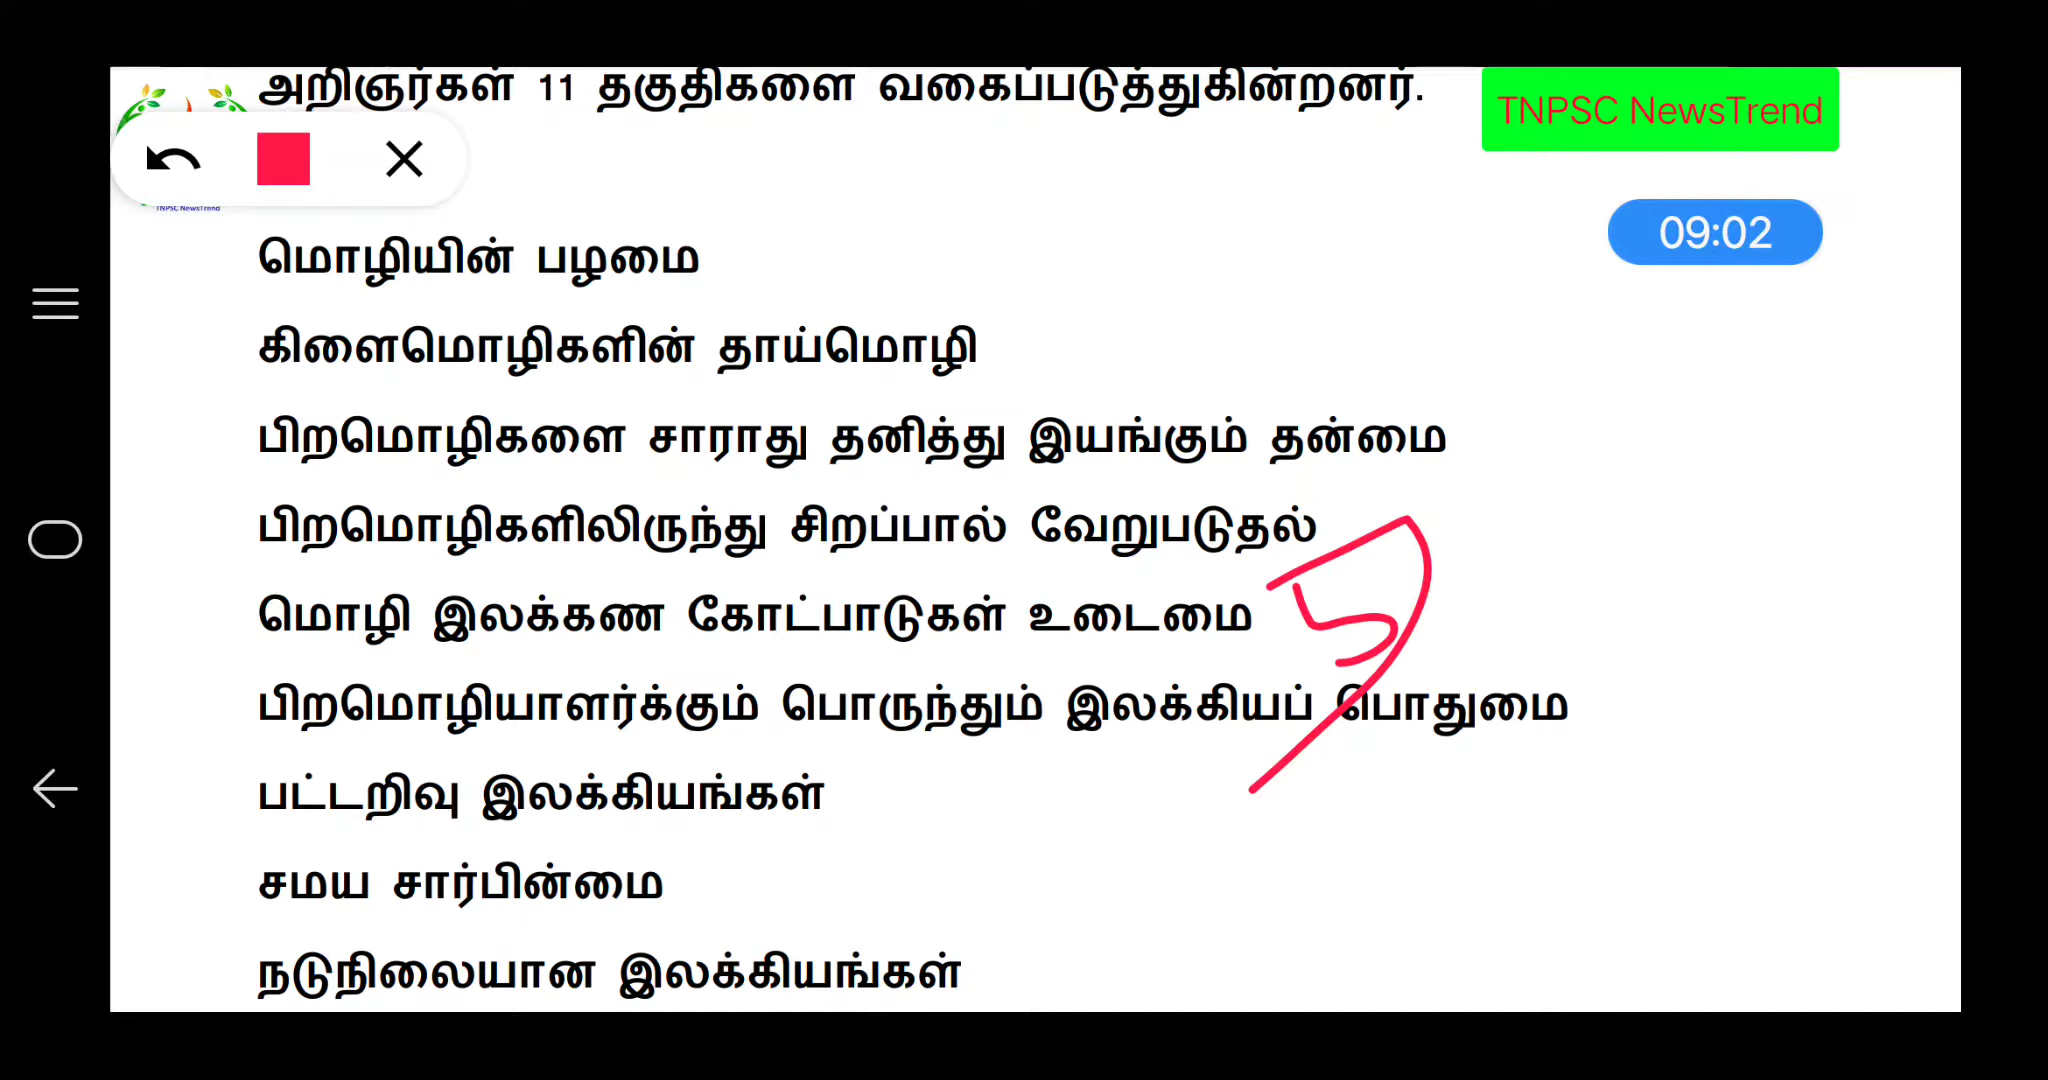 அறிஞர்கள் 11 தகுதிகளை வகைப்படுத்துகின்றனர்.
TNPSC NewsTrend
TNPSC NewsTrend
09:02
மொழியின் பழமை
கிளைமொழிகளின் தாய்மொழி
பிறமொழிகளை சாராது தனித்து இயங்கும் தன்மை
பிறமொழிகளிலிருந்து சிறப்பால் வேறுபடுதல்
மொழி இலக்கண கோட்பாடுகள் உடைமை
பிறமொழியாளர்க்கும் பொருந்தும் இலக்கியப் பொதுமை
பட்டறிவு இலக்கியங்கள்
சமய சார்பின்மை
நடுநிலையான இலக்கியங்கள்